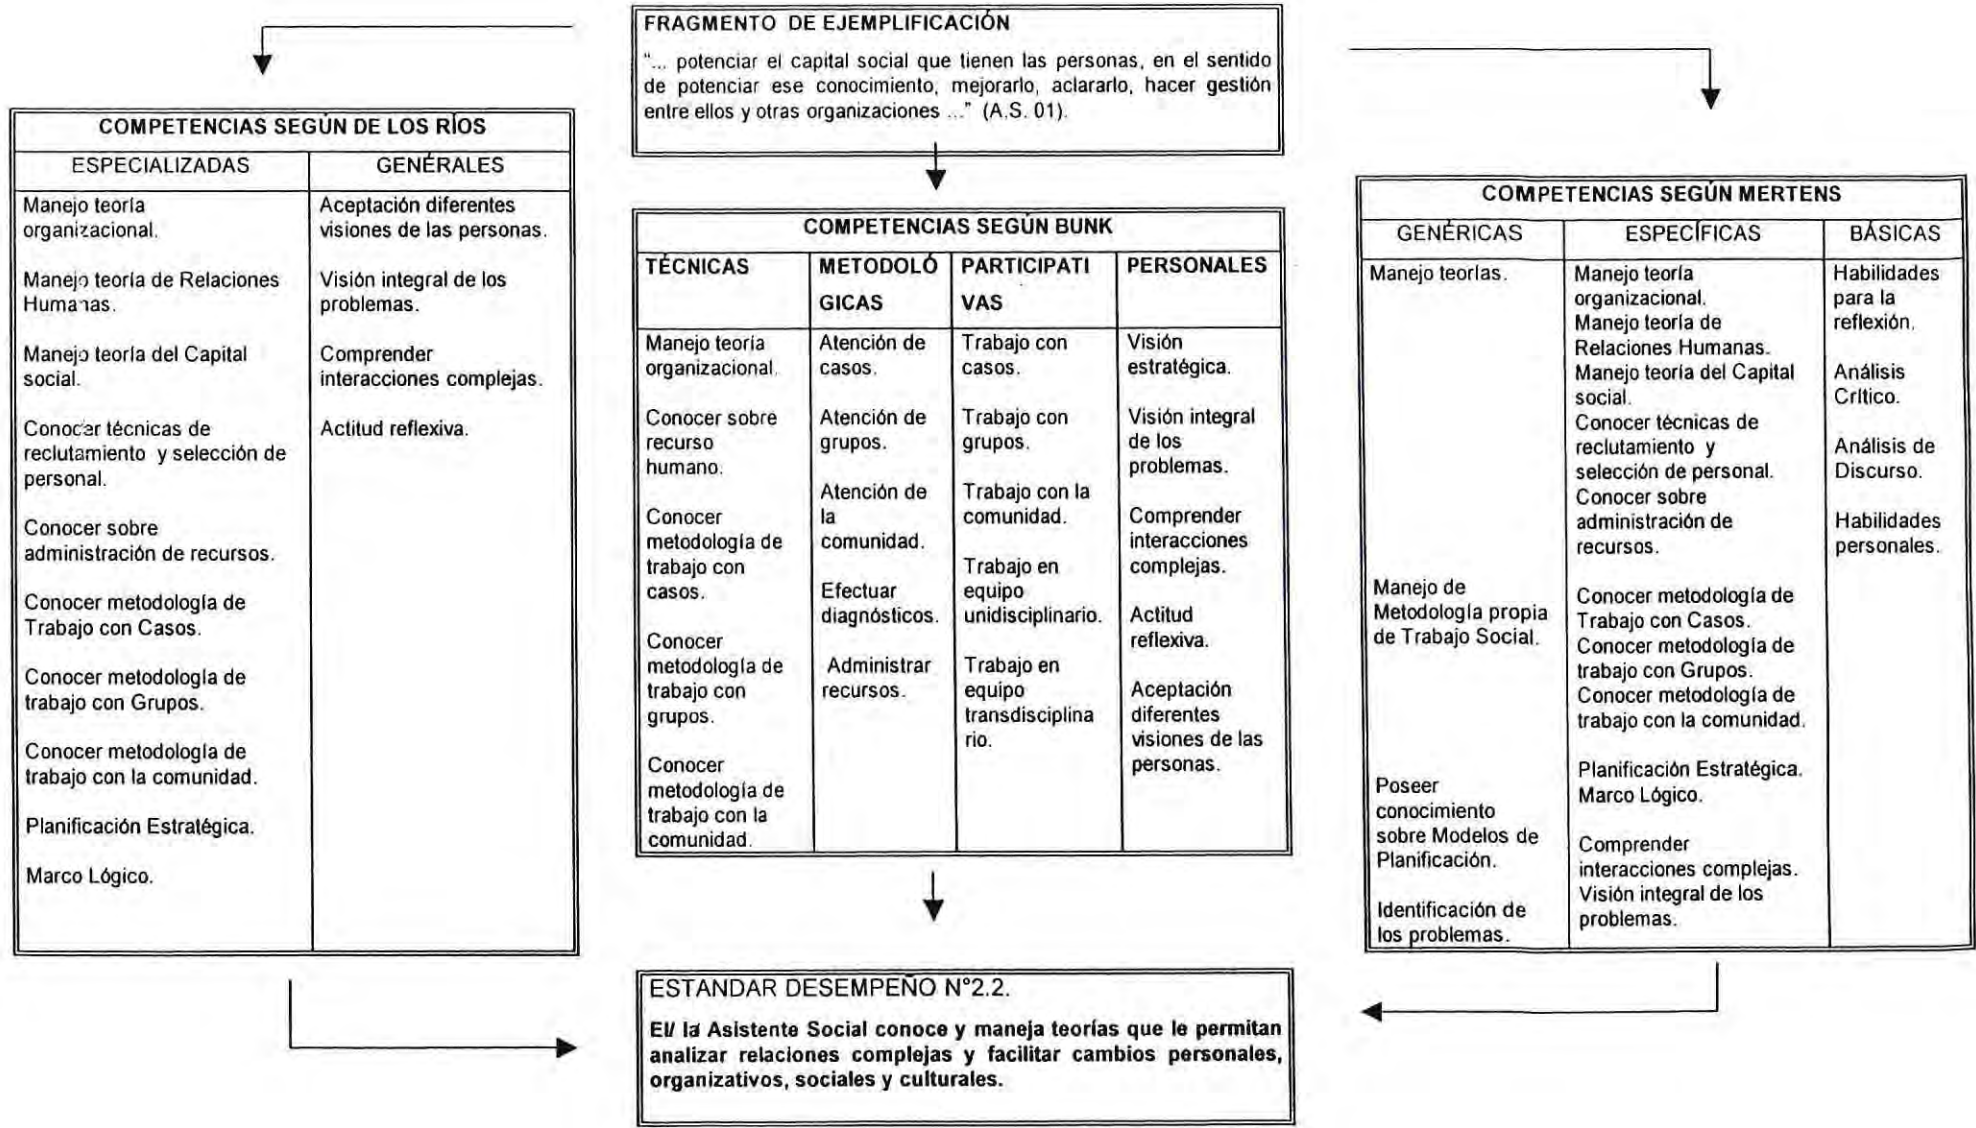 FRAGMENTO DE EJEMPLIFICACIÓN
“... potenciar el capital social que tienen las personas, en el sentido
de potenciar ese conocimiento, mejorarlo, aclararlo, hacer gestión
entre ellos y otras organizaciones ...” (A.S. 01).
COMPETENCIAS SEGÚN DE LOS RÍOS
ESPECIALIZADAS
Manejo teoría
organizacional.
Manejo teoría de Relaciones
Humanas.
Manejo teoría del Capital
social.
Conocer técnicas de
reclutamiento y selección de
personal.
Conocer sobre
administración de recursos.
Conocer metodología de
Trabajo con Casos.
Conocer metodología de
trabajo con Grupos.
Conocer metodología de
trabajo con la comunidad.
Planificación Estratégica.
Marco Lógico.
GENÉRALES
Aceptación diferentes
visiones de las personas.
Visión integral de los
problemas.
Comprender
interacciones complejas.
Actitud reflexiva.
COMPETENCIAS SEGÚN BUNK
TÉCNICAS
Manejo teoría
organizacional.
Conocer sobre
recurso
humano.
Conocer
metodología de
trabajo con
casos.
Conocer
metodología de
trabajo con
grupos.
Conocer
metodología de
trabajo con la
comunidad.
METODOLÓ
GICAS
Atención de
casos.
Atención de
grupos.
Atención de
la
comunidad.
Efectuar
diagnósticos.
Administrar
recursos.
PARTICIPATI
VAS
Trabajo con
casos.
Trabajo con
grupos.
Trabajo con la
comunidad.
Trabajo en
equipo
unidisciplinario.
Trabajo en
equipo
transdisciplina
rio.
PERSONALES
Visión
estratégica.
Visión integral
de los
problemas.
Comprender
interacciones
complejas.
Actitud
reflexiva.
Aceptación
diferentes
visiones de las
personas.
COMPETENCIAS SEGÚN MERTENS
GENÉRICAS
Manejo teorías.
Manejo de
Metodología propia
de Trabajo Social.
Poseer
conocimiento
sobre Modelos de
Planificación.
Identificación de
los problemas.
ESPECÍFICAS
Manejo teoría
organizacional.
Manejo teoría de
Relaciones Humanas.
Manejo teoría del Capital
social.
Conocer técnicas de
reclutamiento y
selección de personal.
Conocer sobre
administración de
recursos.
Conocer metodología de
Trabajo con Casos.
Conocer metodología de
trabajo con Grupos.
Conocer metodología de
trabajo con la comunidad.
Planificación Estratégica.
Marco Lógico.
Comprender
interacciones complejas.
Visión integral de los
problemas.
BÁSICAS
Habilidades
para la
reflexión.
Análisis
Crítico.
Análisis de
Discurso.
Habilidades
personales.
ESTANDAR DESEMPEÑO N°2.2.
El/ la Asistente Social conoce y maneja teorías que le permitan
analizar relaciones complejas y facilitar cambios personales,
organizativos, sociales y culturales.